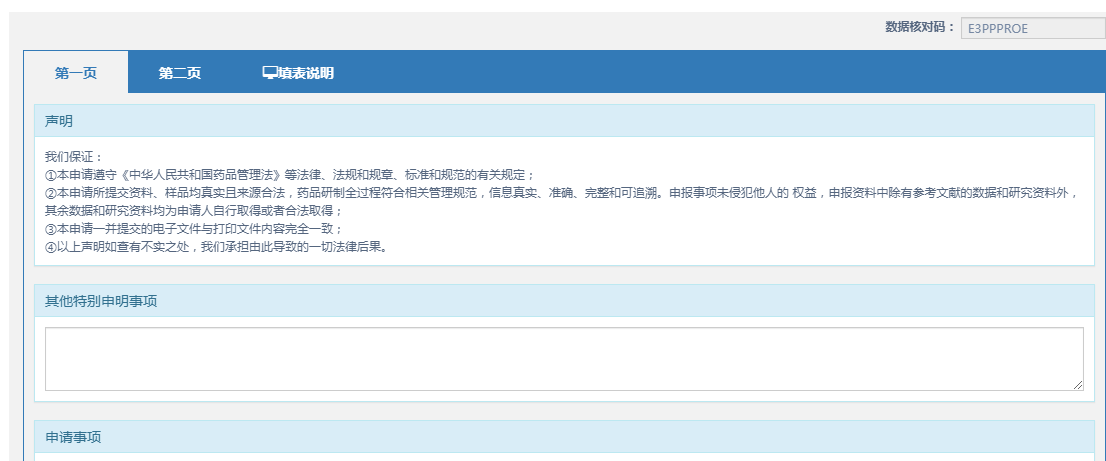 数据核对码： E3PPPROE
第一页 第二页 填表说明
声明
我们保证：
①本申请遵守《中华人民共和国药品管理法》等法律、法规和规章、标准和规范的有关规定；
②本申请所提交资料、样品均真实且来源合法，药品研制全过程符合相关管理规范，信息真实、准确、完整和可追溯。申报事项未侵犯他人的 权益，申报资料中除有参考文献的数据和研究资料外，
其余数据和研究资料均为申请人自行取得或者合法取得；
③本申请一并提交的电子文件与打印文件内容完全一致；
④以上声明如查有不实之处，我们承担由此导致的一切法律后果。
其他特别申明事项
申请事项